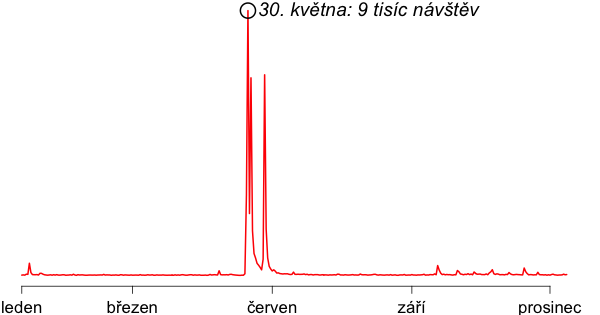 30. května: 9 tisíc návštěv
leden březen červen září prosinec